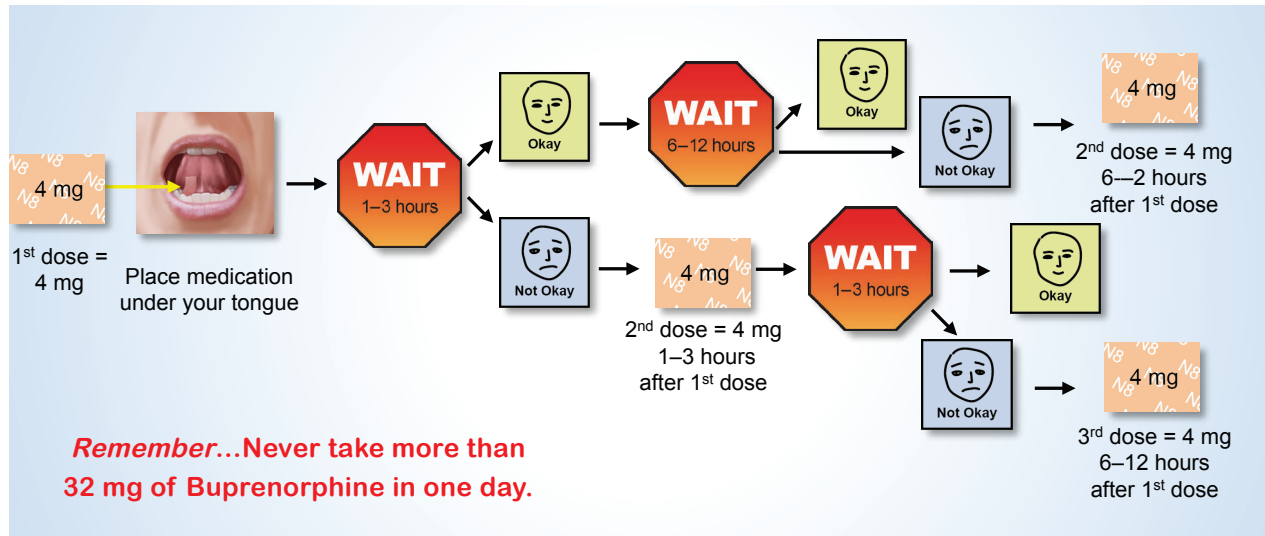 4 mg
1st dose =
4 mg
Place medication
under your tongue
WAIT
1–3 hours
Okay
WAIT
6–12 hours
Okay
Not Okay
4 mg
2nd dose = 4 mg
6-–2 hours
after 1st dose
Not Okay
4 mg
2nd dose = 4 mg
1–3 hours
after 1st dose
WAIT
1–3 hours
Okay
Not Okay
4 mg
3rd dose = 4 mg
6–12 hours
after 1st dose
Remember...Never take more than
32 mg of Buprenorphine in one day.
N8
N8
N8
N8